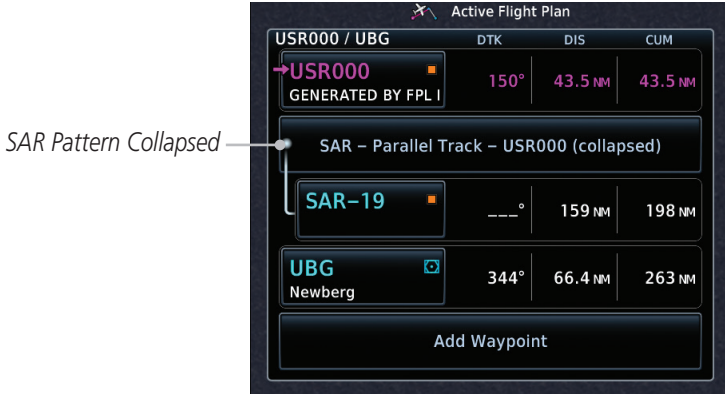 Active Flight Plan
USR000 / UBG DTK DIS CUM
USR000 150° 43.5 NM 43.5 NM
GENERATED BY FPL I
SAR Pattern Collapsed
SAR – Parallel Track – USR000 (collapsed)
SAR–19 ___° 159 NM 198 NM
UBG 344° 66.4 NM 263 NM
Newberg
Add Waypoint